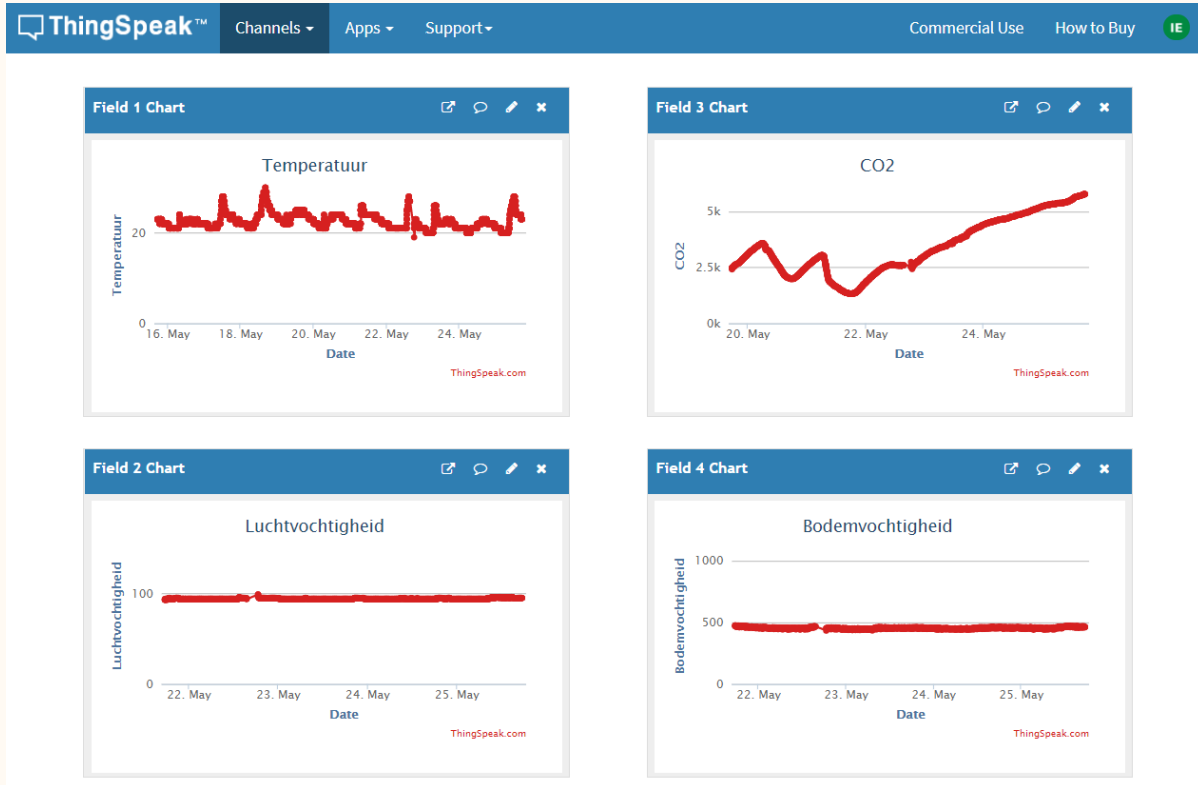 ThingSpeak™ Channels Apps Support Commercial Use How to Buy IE
Field 1 Chart
Temperatuur
Temperatuur
20
0
16. May 18. May 20. May 22. May 24. May
Date
ThingSpeak.com
Field 3 Chart
CO2
CO2
5k
2.5k
0k
20. May 22. May 24. May
Date
ThingSpeak.com
Field 2 Chart
Luchtvochtigheid
Luchtvochtigheid
100
0
22. May 23. May 24. May 25. May
Date
ThingSpeak.com
Field 4 Chart
Bodemvochtigheid
Bodemvochtigheid
1000
500
0
22. May 23. May 24. May 25. May
Date
ThingSpeak.com